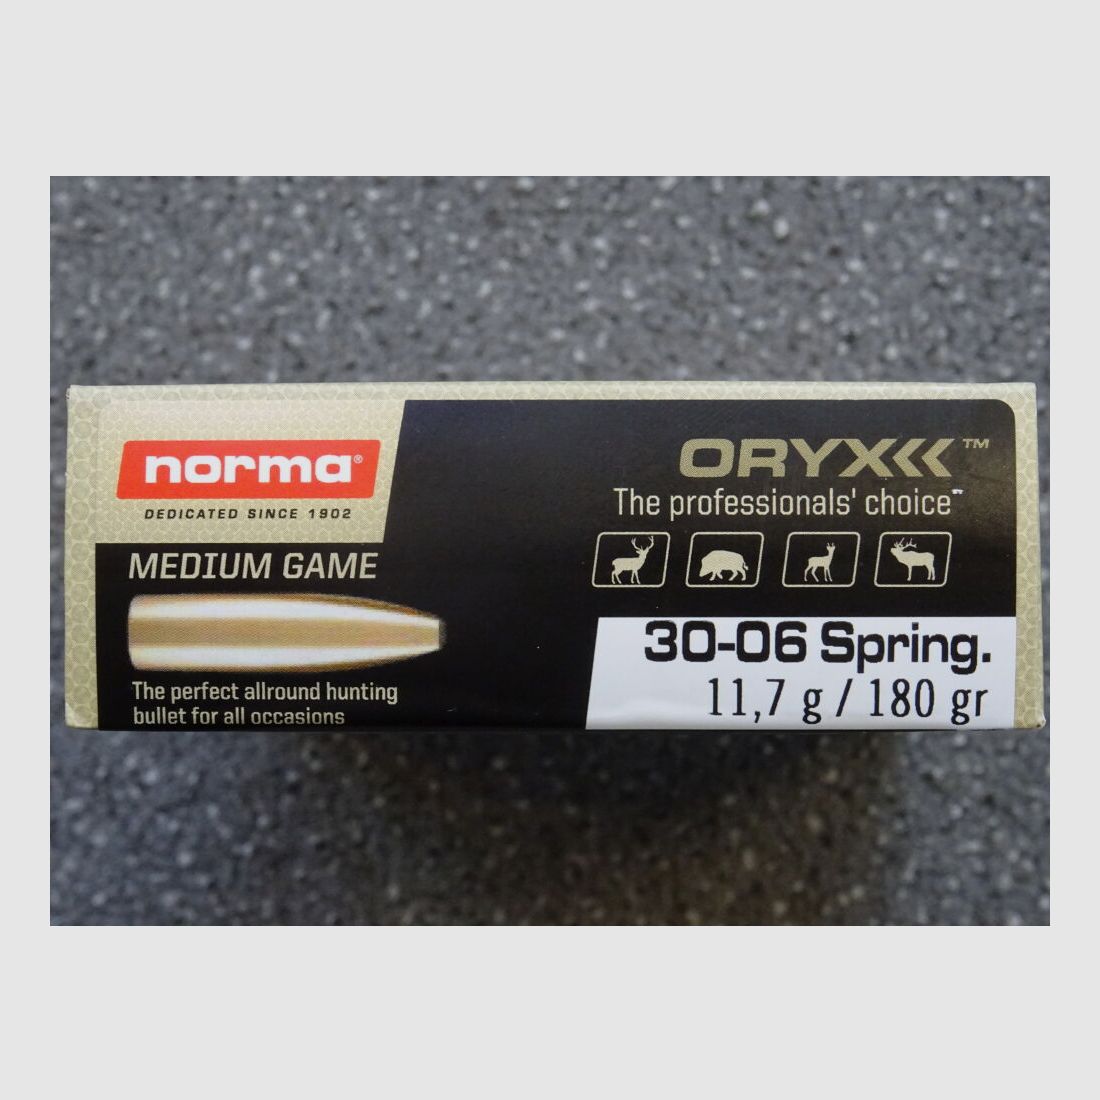 norma®
DEDICATED SINCE 1902
MEDIUM GAME
The perfect allround hunting
bullet for all occasions
ORYX™
The professionals' choice™
30-06 Spring.
11,7 g / 180 gr